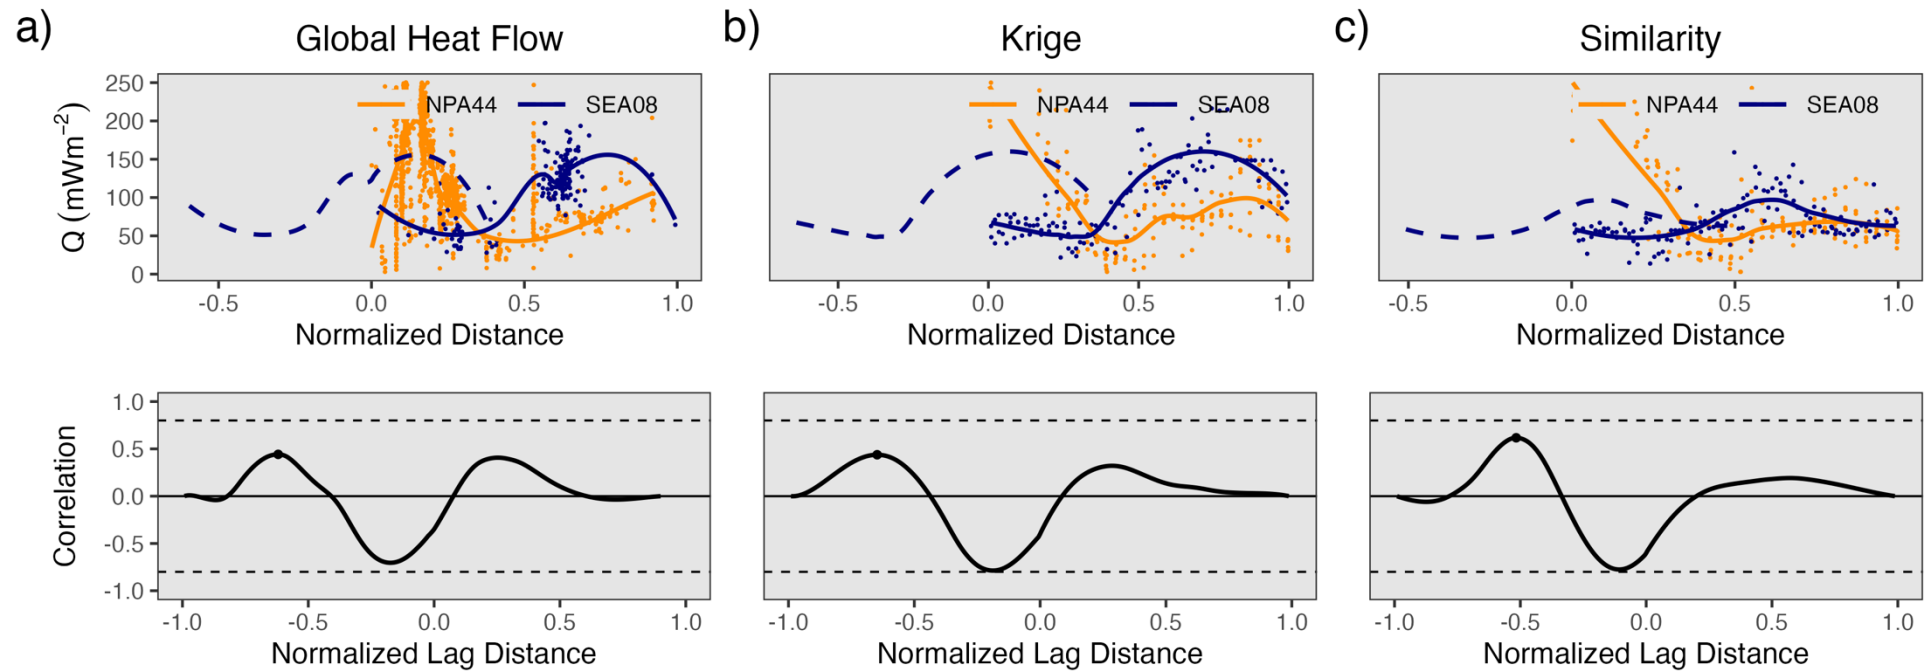 a)
Global Heat Flow
b)
Krige
c)
Similarity
Q (mWm⁻²)
250
200
150
100
50
0
NPA44 SEA08
NPA44 SEA08
NPA44 SEA08
-0.5 0.0 0.5 1.0
-0.5 0.0 0.5 1.0
-0.5 0.0 0.5 1.0
Normalized Distance
Normalized Distance
Normalized Distance
Correlation
1.0
0.5
0.0
-0.5
-1.0
-1.0 -0.5 0.0 0.5 1.0
-1.0 -0.5 0.0 0.5 1.0
-1.0 -0.5 0.0 0.5 1.0
Normalized Lag Distance
Normalized Lag Distance
Normalized Lag Distance